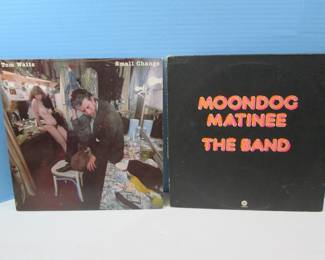 Tom Waits
Small Change
MOONDOG
MATINEE
THE BAND